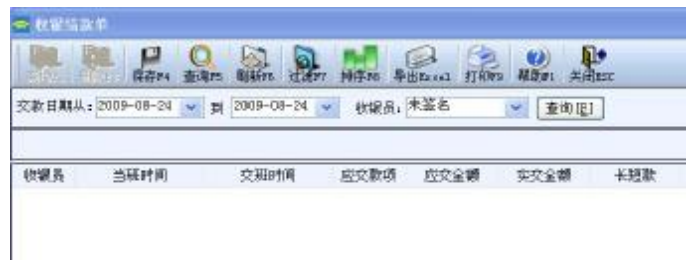 收银结款单
保存F4 查询F5 刷新F6 过滤F7 排序F8 导出Excel 打印F9 帮助F1 关闭ESC
交款日期从: 2009-08-24 到 2009-08-24 收银员: 未签名 查询[E]
收银员 当班时间 交班时间 应交款项 应交金额 实交金额 长短款